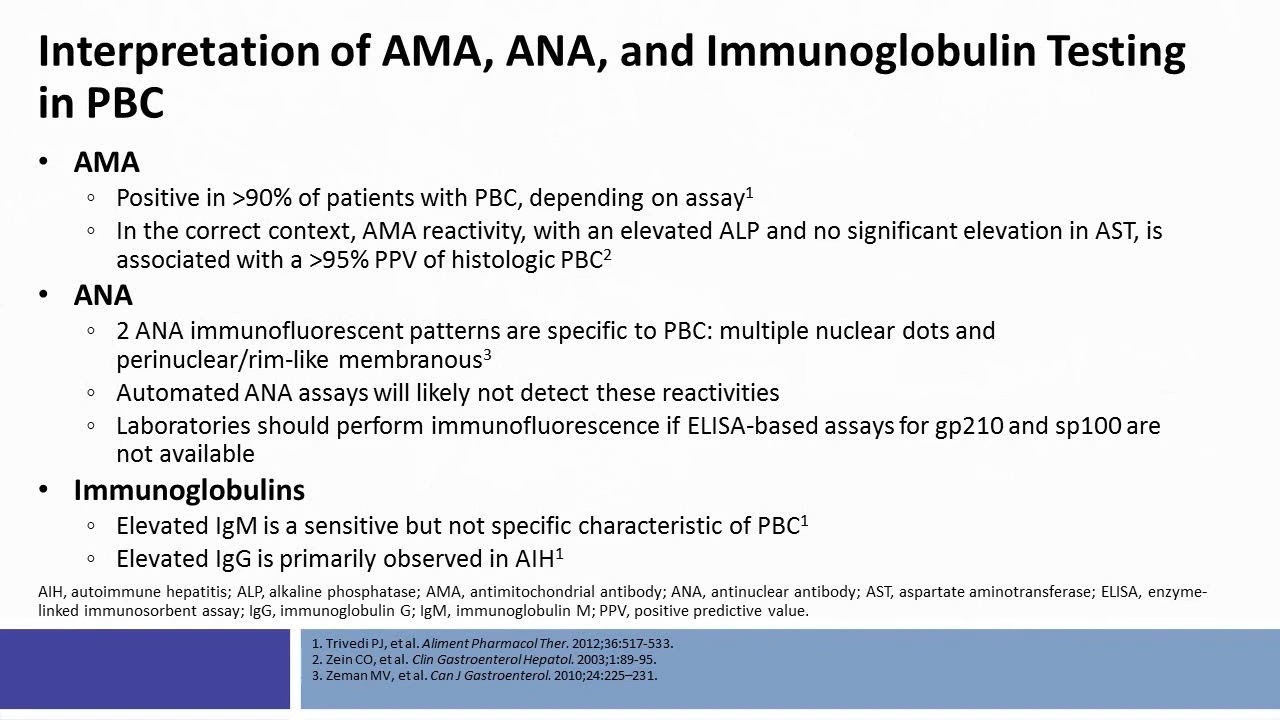 Interpretation of AMA, ANA, and Immunoglobulin Testing
in PBC
• AMA
◦ Positive in >90% of patients with PBC, depending on assay¹
◦ In the correct context, AMA reactivity, with an elevated ALP and no significant elevation in AST, is
associated with a >95% PPV of histologic PBC²
• ANA
◦ 2 ANA immunofluorescent patterns are specific to PBC: multiple nuclear dots and
perinuclear/rim-like membranous³
◦ Automated ANA assays will likely not detect these reactivities
◦ Laboratories should perform immunofluorescence if ELISA-based assays for gp210 and sp100 are
not available
• Immunoglobulins
◦ Elevated IgM is a sensitive but not specific characteristic of PBC¹
◦ Elevated IgG is primarily observed in AIH¹
AIH, autoimmune hepatitis; ALP, alkaline phosphatase; AMA, antimitochondrial antibody; ANA, antinuclear antibody; AST, aspartate aminotransferase; ELISA, enzyme-
linked immunosorbent assay; IgG, immunoglobulin G; IgM, immunoglobulin M; PPV, positive predictive value.
1. Trivedi PJ, et al. Aliment Pharmacol Ther. 2012;36:517-533.
2. Zein CO, et al. Clin Gastroenterol Hepatol. 2003;1:89-95.
3. Zeman MV, et al. Can J Gastroenterol. 2010;24:225–231.